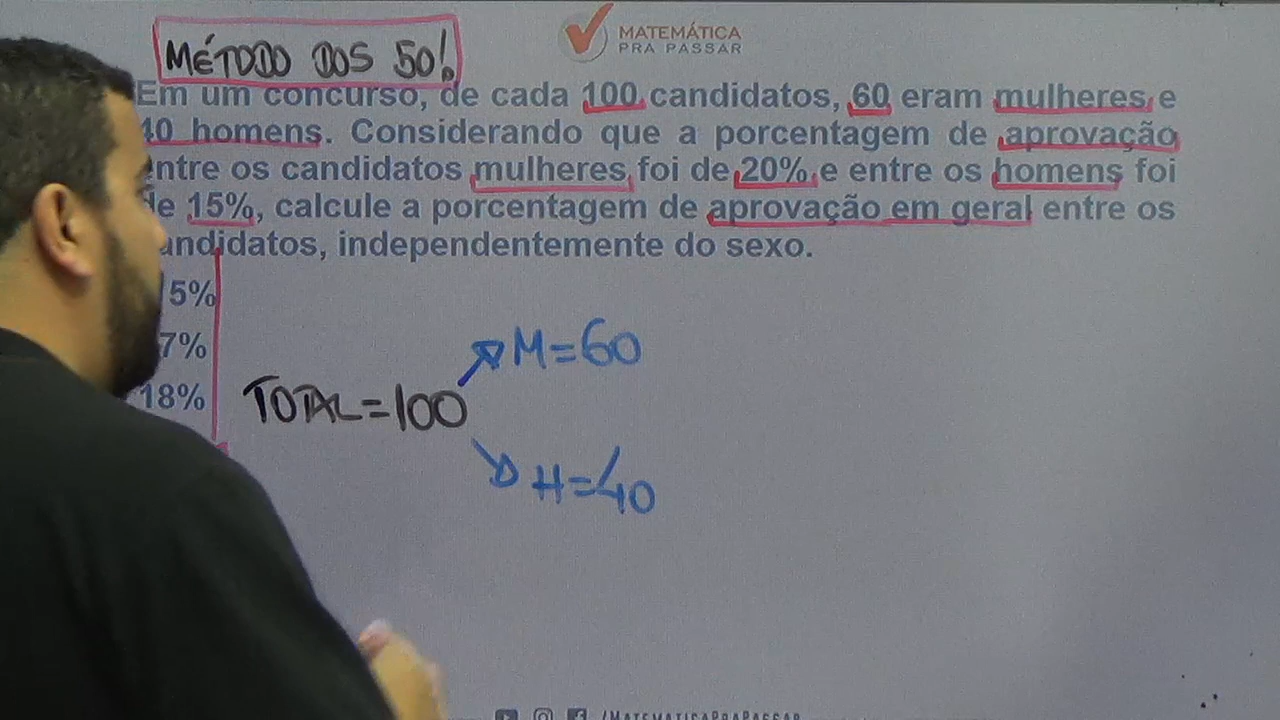 MÉTODO DOS 50!
MATEMÁTICA
PRA PASSAR
Em um concurso, de cada 100 candidatos, 60 eram mulheres e
40 homens. Considerando que a porcentagem de aprovação
entre os candidatos mulheres foi de 20% e entre os homens foi
de 15%, calcule a porcentagem de aprovação em geral entre os
candidatos, independentemente do sexo.
5%
7%
18%
TOTAL=100
M=60
H=40
/MATEMATICAPRAPASSAR